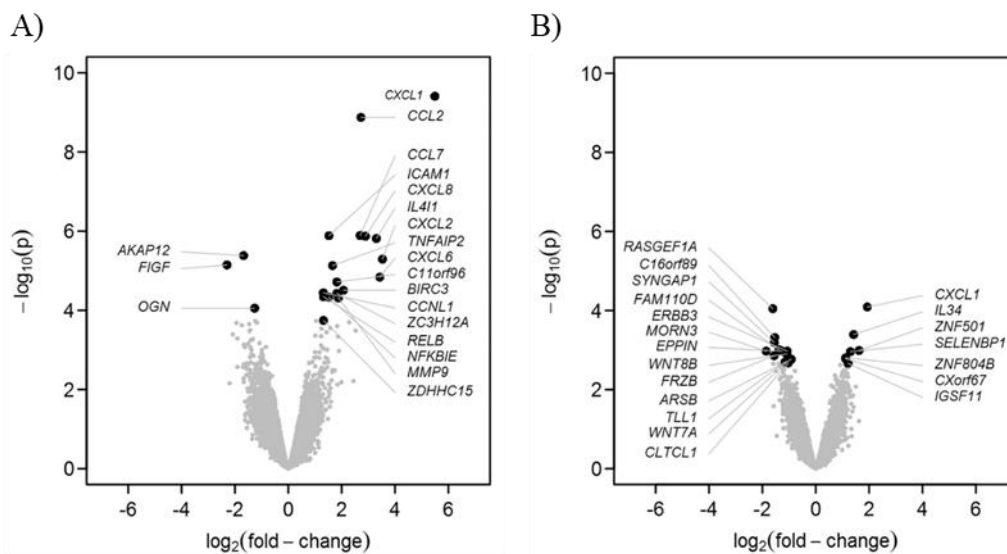 A)
10
8
6
4
2
0
−log10(p)
CXCL1
CCL2
CCL7
ICAM1
CXCL8
IL4I1
CXCL2
TNFAIP2
CXCL6
C11orf96
BIRC3
CCNL1
ZC3H12A
RELB
NFKBIE
MMP9
ZDHHC15
AKAP12
FIGF
OGN
-6 -4 -2 0 2 4 6
log2(fold − change)
B)
10
8
6
4
2
0
−log10(p)
RASGEF1A
C16orf89
SYNGAP1
FAM110D
ERBB3
MORN3
EPPIN
WNT8B
FRZB
ARSB
TLL1
WNT7A
CLTCL1
CXCL1
IL34
ZNF501
SELENBP1
ZNF804B
CXorf67
IGSF11
-6 -4 -2 0 2 4 6
log2(fold − change)